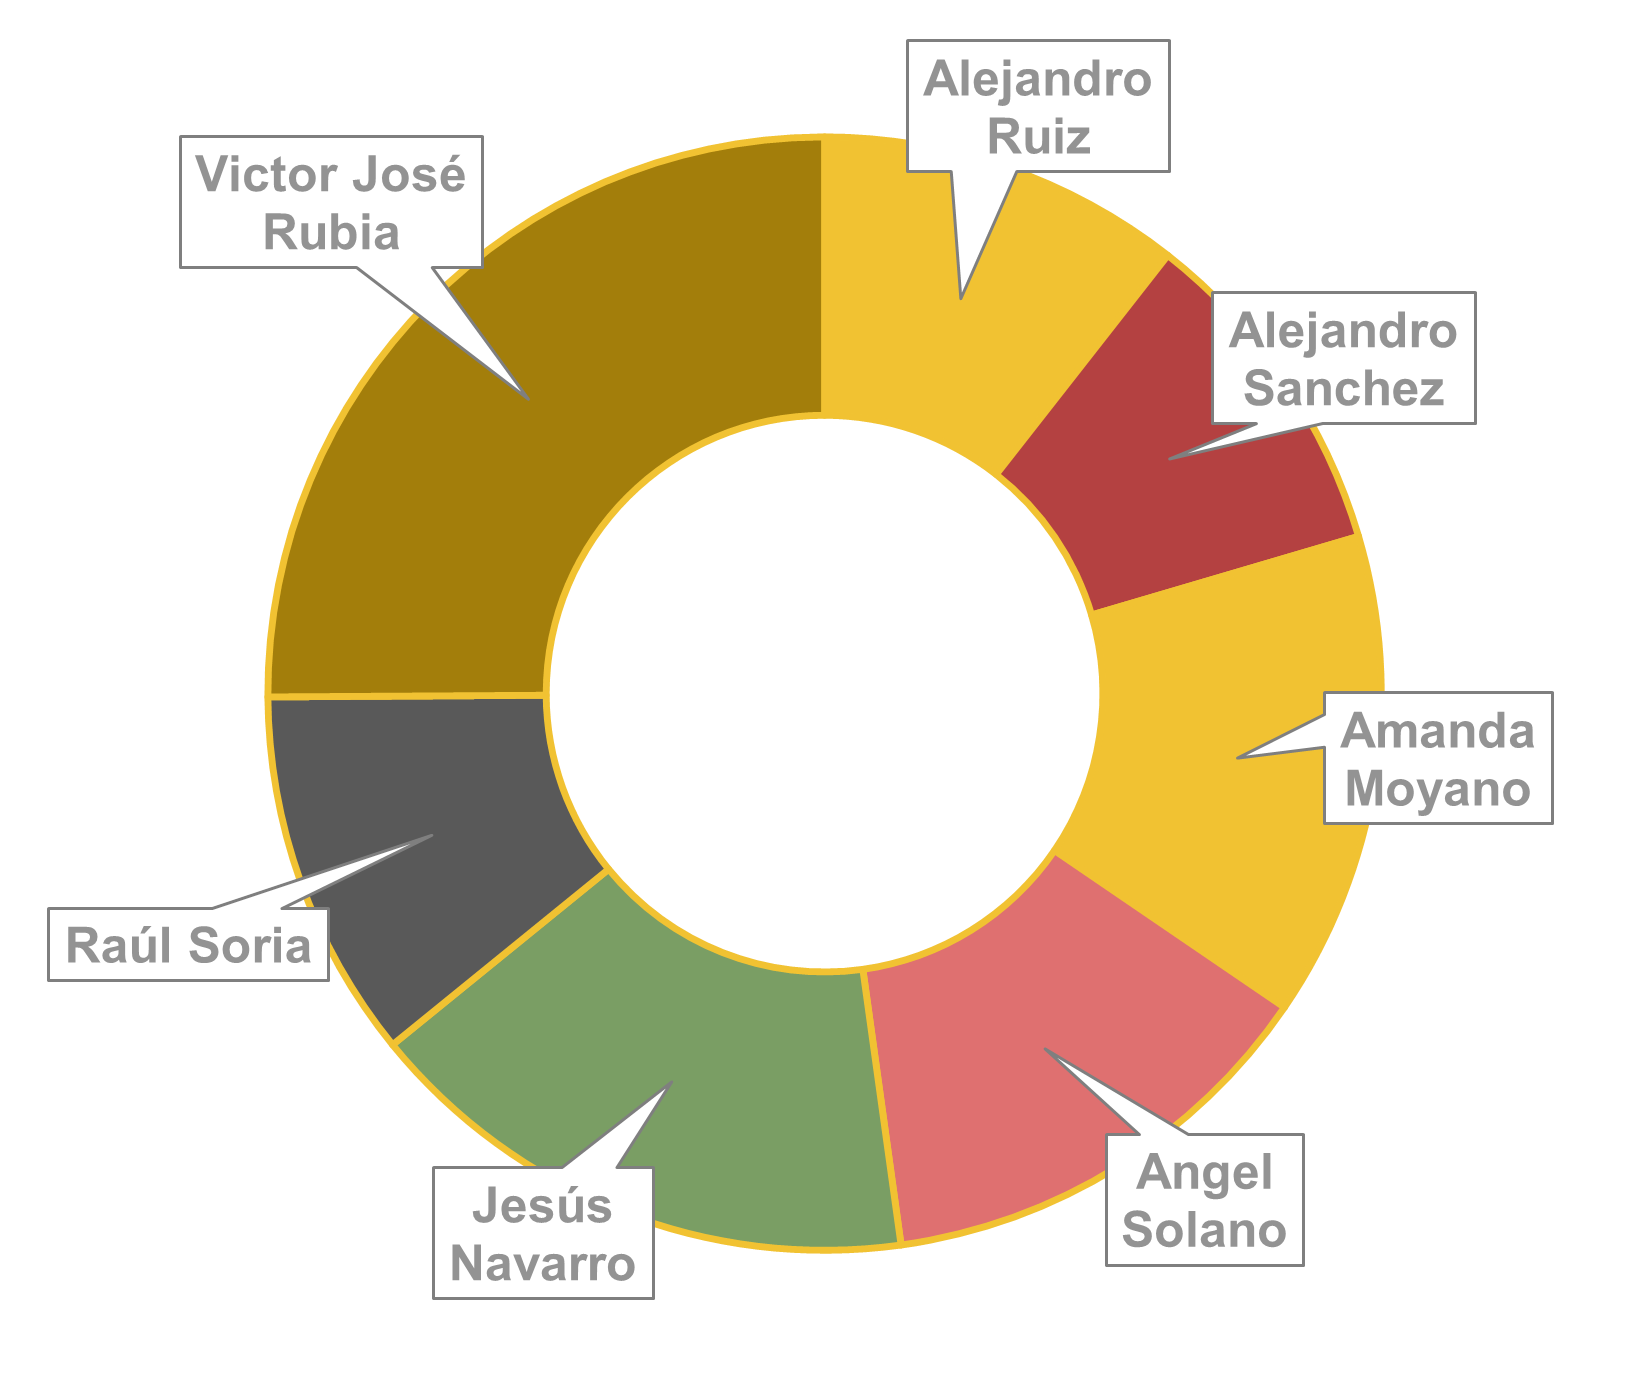 Alejandro
Ruiz
Victor José
Rubia
Alejandro
Sanchez
Amanda
Moyano
Raúl Soria
Angel
Solano
Jesús
Navarro